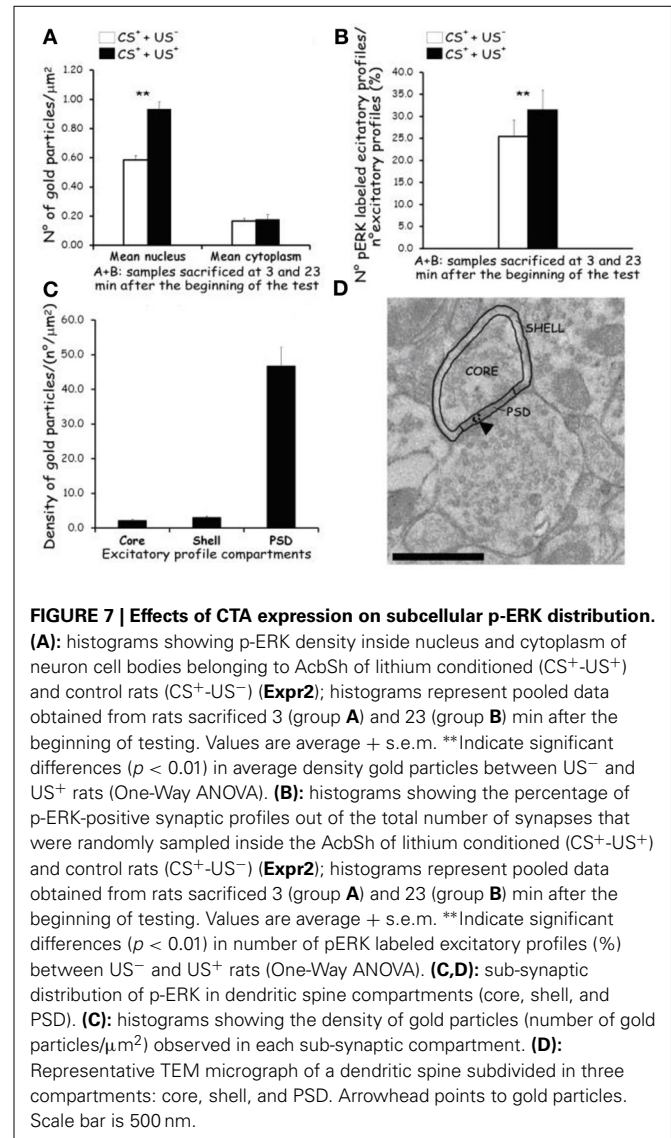 A
CS⁺ + US⁻
CS⁺ + US⁺
N° of gold particles/µm²
1.20
1.00
0.80
0.60
0.40
0.20
0.00
**
Mean nucleus
Mean cytoplasm
A+B: samples sacrificed at 3 and 23
min after the beginning of the test
B
CS⁺ + US⁻
CS⁺ + US⁺
N° pERK labeled ecitatory profiles/
n°excitatory profiles (%)
40.0
35.0
30.0
25.0
20.0
15.0
10.0
5.0
0.0
**
A+B: samples sacrificed at 3 and 23
min after the beginning of the test
C
Density of gold particles/(n°/µm²)
60.0
50.0
40.0
30.0
20.0
10.0
0.0
Core
Shell
PSD
Excitatory profile compartments
D
SHELL
CORE
PSD
FIGURE 7 | Effects of CTA expression on subcellular p-ERK distribution.
(A): histograms showing p-ERK density inside nucleus and cytoplasm of
neuron cell bodies belonging to AcbSh of lithium conditioned (CS⁺-US⁺)
and control rats (CS⁺-US⁻) (Expr2); histograms represent pooled data
obtained from rats sacrificed 3 (group A) and 23 (group B) min after the
beginning of testing. Values are average + s.e.m. **Indicate significant
differences (p < 0.01) in average density gold particles between US⁻ and
US⁺ rats (One-Way ANOVA). (B): histograms showing the percentage of
p-ERK-positive synaptic profiles out of the total number of synapses that
were randomly sampled inside the AcbSh of lithium conditioned (CS⁺-US⁺)
and control rats (CS⁺-US⁻) (Expr2); histograms represent pooled data
obtained from rats sacrificed 3 (group A) and 23 (group B) min after the
beginning of testing. Values are average + s.e.m. **Indicate significant
differences (p < 0.01) in number of pERK labeled excitatory profiles (%)
between US⁻ and US⁺ rats (One-Way ANOVA). (C,D): sub-synaptic
distribution of p-ERK in dendritic spine compartments (core, shell, and
PSD). (C): histograms showing the density of gold particles (number of gold
particles/µm²) observed in each sub-synaptic compartment. (D):
Representative TEM micrograph of a dendritic spine subdivided in three
compartments: core, shell, and PSD. Arrowhead points to gold particles.
Scale bar is 500 nm.